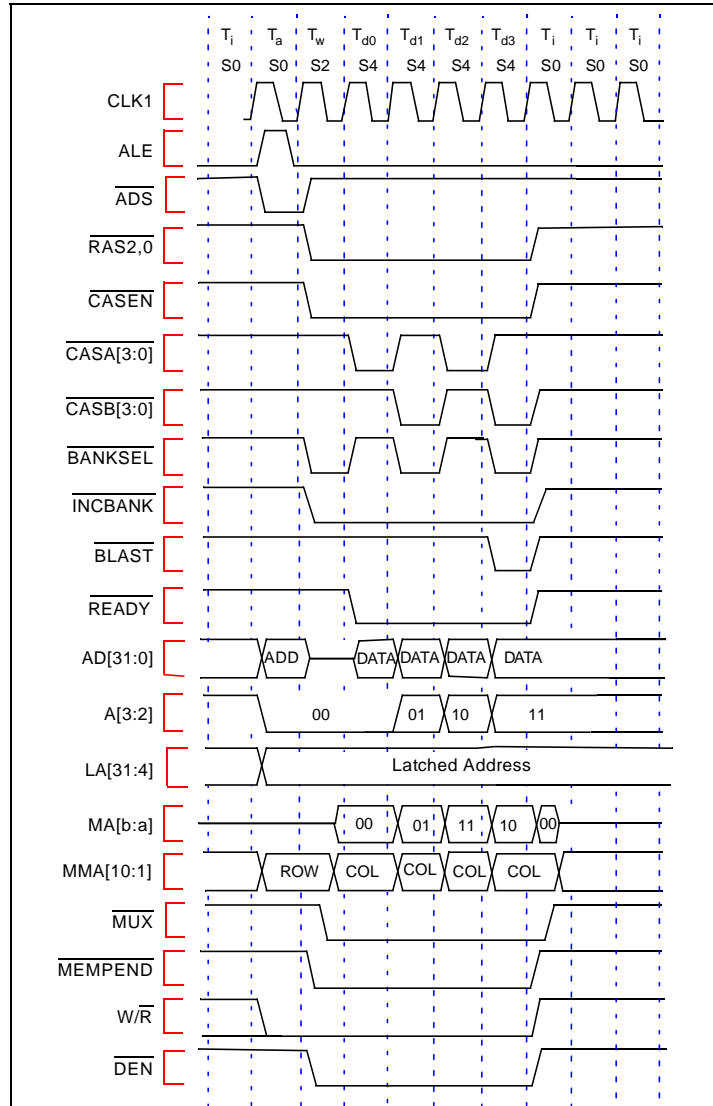 Ti Ta Tw Td0 Td1 Td2 Td3 Ti Ti Ti
S0 S0 S2 S4 S4 S4 S4 S0 S0 S0
CLK1
ALE
ADS
RAS2,0
CASEN
CASA[3:0]
CASB[3:0]
BANKSEL
INCBANK
BLAST
READY
AD[31:0] ADD DATA DATA DATA DATA
A[3:2] 00 01 10 11
LA[31:4] Latched Address
MA[b:a] 00 01 11 10 00
MMA[10:1] ROW COL COL COL COL
MUX
MEMPEND
W/R
DEN